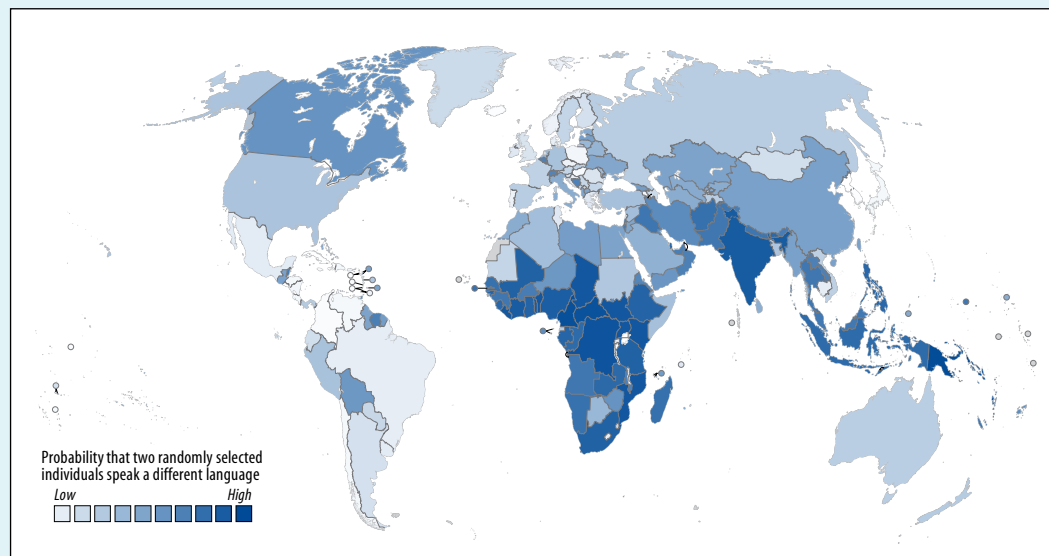 Probability that two randomly selected
individuals speak a different language
Low High